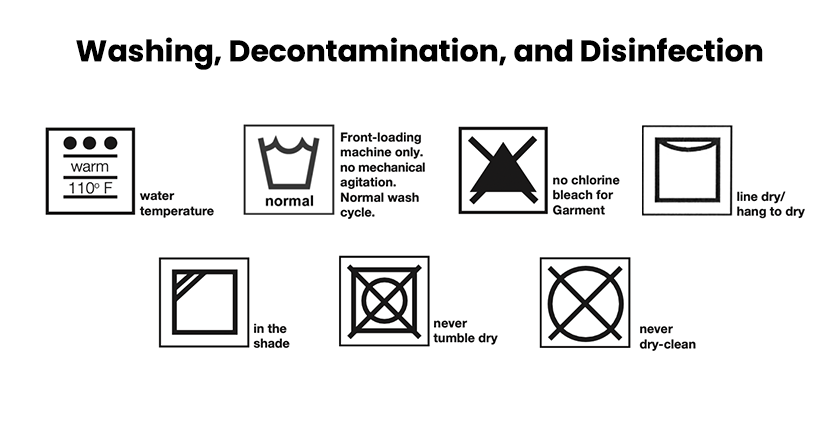 Washing, Decontamination, and Disinfection
warm
110º F
water
temperature
normal
Front-loading
machine only.
no mechanical
agitation.
Normal wash
cycle.
no chlorine
bleach for
Garment
line dry/
hang to dry
in the
shade
never
tumble dry
never
dry-clean